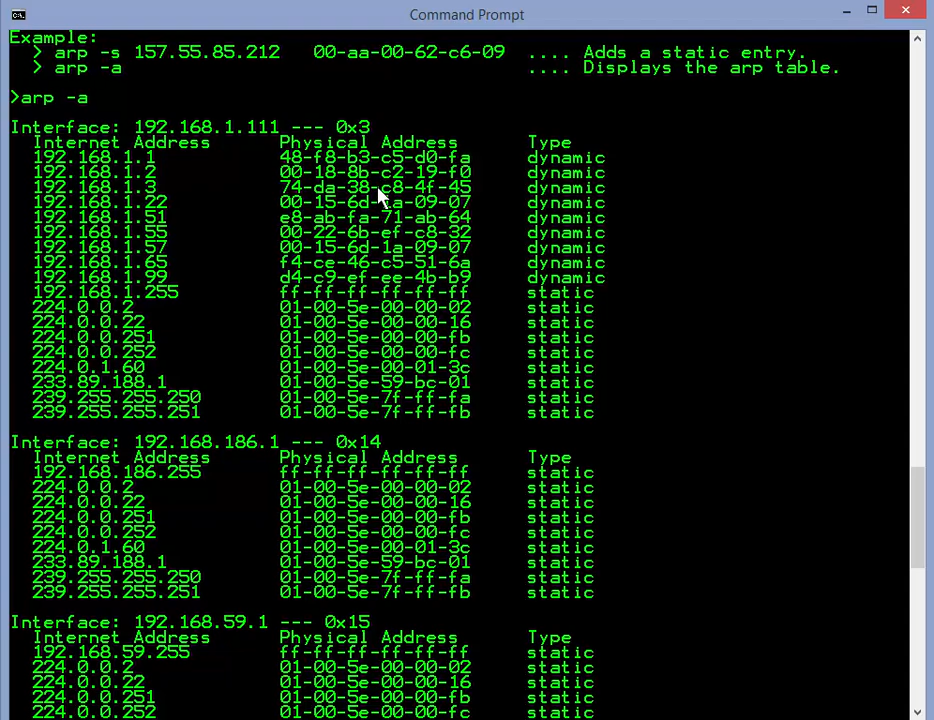 Command Prompt
Example:
> arp -s 157.55.85.212 00-aa-00-62-c6-09 .... Adds a static entry.
> arp -a .... Displays the arp table.
>arp -a
Interface: 192.168.1.111 --- 0x3
Internet Address Physical Address Type
192.168.1.1 48-f8-b3-c5-d0-fa dynamic
192.168.1.2 00-18-8b-c2-19-f0 dynamic
192.168.1.3 74-da-38-c8-4f-45 dynamic
192.168.1.22 00-15-6d-1a-09-07 dynamic
192.168.1.51 e8-ab-fa-71-ab-64 dynamic
192.168.1.55 00-22-6b-ef-c8-32 dynamic
192.168.1.57 00-15-6d-1a-09-07 dynamic
192.168.1.65 f4-ce-46-c5-51-6a dynamic
192.168.1.99 d4-c9-ef-ee-4b-b9 dynamic
192.168.1.255 ff-ff-ff-ff-ff-ff static
224.0.0.2 01-00-5e-00-00-02 static
224.0.0.22 01-00-5e-00-00-16 static
224.0.0.251 01-00-5e-00-00-fb static
224.0.0.252 01-00-5e-00-00-fc static
224.0.1.60 01-00-5e-00-01-3c static
233.89.188.1 01-00-5e-59-bc-01 static
239.255.255.250 01-00-5e-7f-ff-fa static
239.255.255.251 01-00-5e-7f-ff-fb static
Interface: 192.168.186.1 --- 0x14
Internet Address Physical Address Type
192.168.186.255 ff-ff-ff-ff-ff-ff static
224.0.0.2 01-00-5e-00-00-02 static
224.0.0.22 01-00-5e-00-00-16 static
224.0.0.251 01-00-5e-00-00-fb static
224.0.0.252 01-00-5e-00-00-fc static
224.0.1.60 01-00-5e-00-01-3c static
233.89.188.1 01-00-5e-59-bc-01 static
239.255.255.250 01-00-5e-7f-ff-fa static
239.255.255.251 01-00-5e-7f-ff-fb static
Interface: 192.168.59.1 --- 0x15
Internet Address Physical Address Type
192.168.59.255 ff-ff-ff-ff-ff-ff static
224.0.0.2 01-00-5e-00-00-02 static
224.0.0.22 01-00-5e-00-00-16 static
224.0.0.251 01-00-5e-00-00-fb static
224.0.0.252 01-00-5e-00-00-fc static